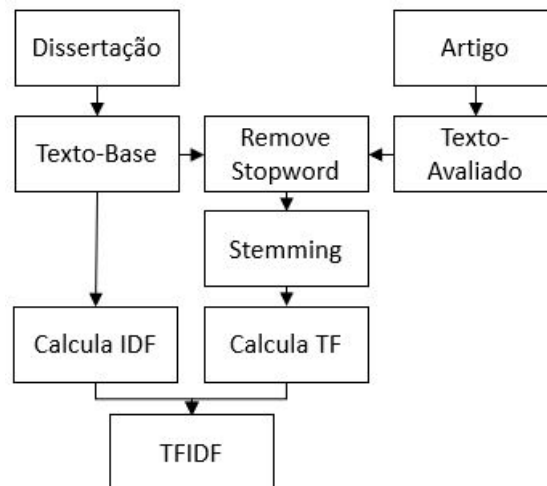 Dissertação
Artigo
Texto-Base
Remove
Stopword
Texto-
Avaliado
Stemming
Calcula IDF
Calcula TF
TFIDF